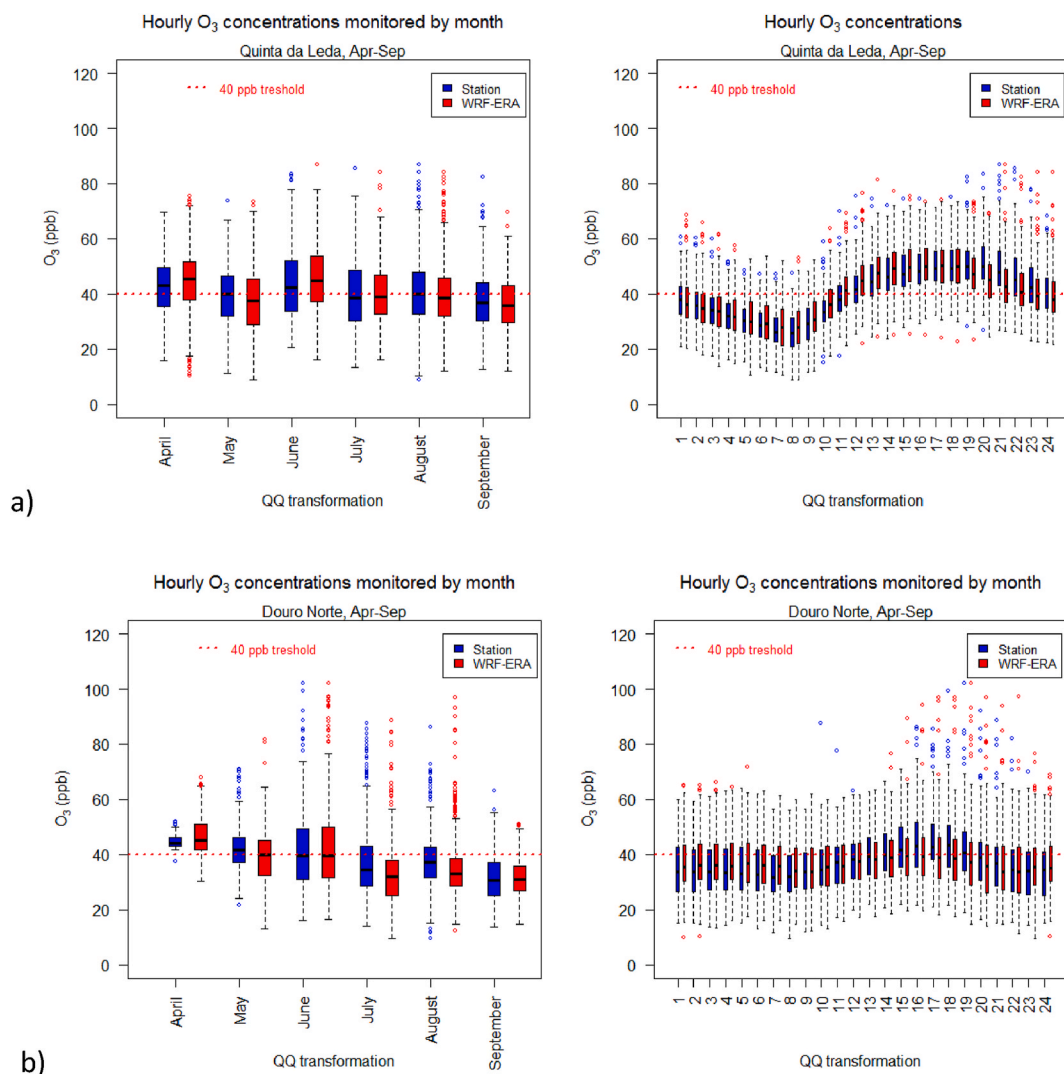 a)
Hourly O3 concentrations monitored by month
Quinta da Leda, Apr-Sep
40 ppb treshold
Station
WRF-ERA
O3 (ppb)
120
100
80
60
40
20
0
April
May
June
July
August
September
QQ transformation
Hourly O3 concentrations
Quinta da Leda, Apr-Sep
40 ppb treshold
Station
WRF-ERA
O3 (ppb)
120
100
80
60
40
20
0
1
2
3
4
5
6
7
8
9
10
11
12
13
14
15
16
17
18
19
20
21
22
23
24
QQ transformation
b)
Hourly O3 concentrations monitored by month
Douro Norte, Apr-Sep
40 ppb treshold
Station
WRF-ERA
O3 (ppb)
120
100
80
60
40
20
0
April
May
June
July
August
September
QQ transformation
Hourly O3 concentrations monitored by month
Douro Norte, Apr-Sep
40 ppb treshold
Station
WRF-ERA
O3 (ppb)
120
100
80
60
40
20
0
1
2
3
4
5
6
7
8
9
10
11
12
13
14
15
16
17
18
19
20
21
22
23
24
QQ transformation